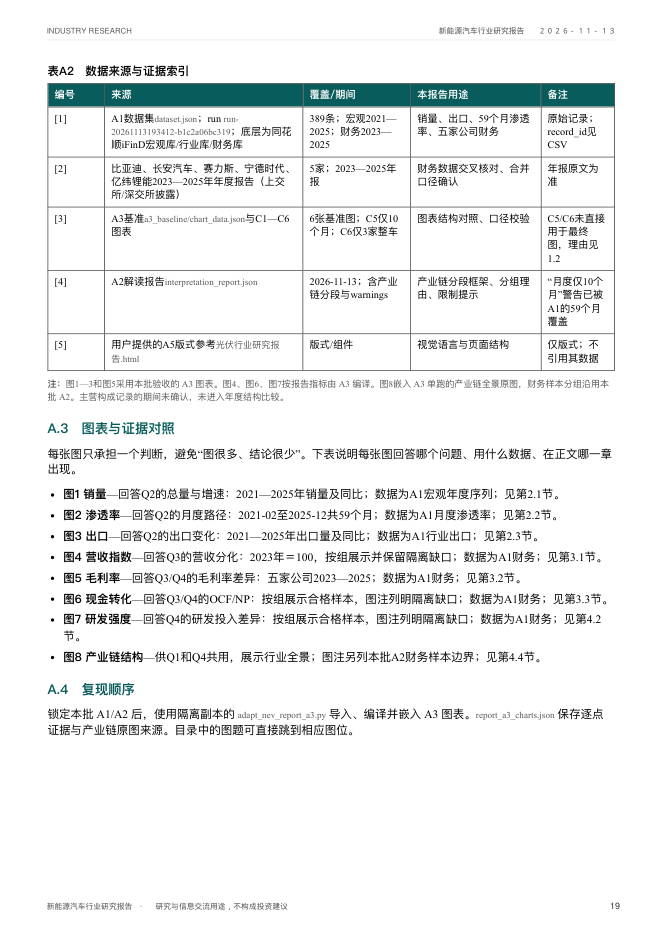 INDUSTRY RESEARCH
新能源汽车行业研究报告 2026-11-13
表A2 数据来源与证据索引
编号 来源 覆盖/期间 本报告用途 备注
[1]
A1数据集dataset.json；run run-
20261113193412-b1c2a06bc319；底层为同花
顺iFinD宏观库/行业库/财务库
389条；宏观2021—
2025；财务2023—
2025
销量、出口、59个月渗透
率、五家公司财务
原始记录；
record_id见
CSV
[2]
比亚迪、长安汽车、赛力斯、宁德时代、
亿纬锂能2023—2025年年度报告（上交
所/深交所披露）
5家；2023—2025年
报
财务数据交叉核对、合并
口径确认
年报原文为
准
[3]
A3基准a3_baseline/chart_data.json与C1—C6
图表
6张基准图；C5仅10
个月；C6仅3家整车
图表结构对照、口径校验
C5/C6未直接
用于最终
图，理由见
1.2
[4]
A2解读报告interpretation_report.json
2026-11-13；含产业
链分段与warnings
产业链分段框架、分组理
由、限制提示
“月度仅10个
月”警告已被
A1的59个月
覆盖
[5]
用户提供的A5版式参考光伏行业研究报
告.html
版式/组件
视觉语言与页面结构
仅版式；不
引用其数据
注：图1—3和图5采用本批验收的 A3 图表。图4、图6、图7按报告指标由 A3 编译。图8嵌入 A3 单跑的产业链全景原图，财务样本分组沿用本
批 A2。主营构成记录的期间未确认，未进入年度结构比较。
A.3 图表与证据对照
每张图只承担一个判断，避免“图很多、结论很少”。下表说明每张图回答哪个问题、用什么数据、在正文哪一章
出现。
• 图1 销量—回答Q2的总量与增速：2021—2025年销量及同比；数据为A1宏观年度序列；见第2.1节。
• 图2 渗透率—回答Q2的月度路径：2021-02至2025-12共59个月；数据为A1月度渗透率；见第2.2节。
• 图3 出口—回答Q2的出口变化：2021—2025年出口量及同比；数据为A1行业出口；见第2.3节。
• 图4 营收指数—回答Q3的营收分化：2023年＝100，按组展示并保留隔离缺口；数据为A1财务；见第3.1节。
• 图5 毛利率—回答Q3/Q4的毛利率差异：五家公司2023—2025；数据为A1财务；见第3.2节。
• 图6 现金转化—回答Q3/Q4的OCF/NP：按组展示合格样本，图注列明隔离缺口；数据为A1财务；见第3.3节。
• 图7 研发强度—回答Q4的研发投入差异：按组展示合格样本，图注列明隔离缺口；数据为A1财务；见第4.2
节。
• 图8 产业链结构—供Q1和Q4共用，展示行业全景；图注另列本批A2财务样本边界；见第4.4节。
A.4 复现顺序
锁定本批 A1/A2 后，使用隔离副本的 adapt_nev_report_a3.py 导入、编译并嵌入 A3 图表。report_a3_charts.json 保存逐点
证据与产业链原图来源。目录中的图题可直接跳到相应图位。
新能源汽车行业研究报告 · 研究与信息交流用途，不构成投资建议
19